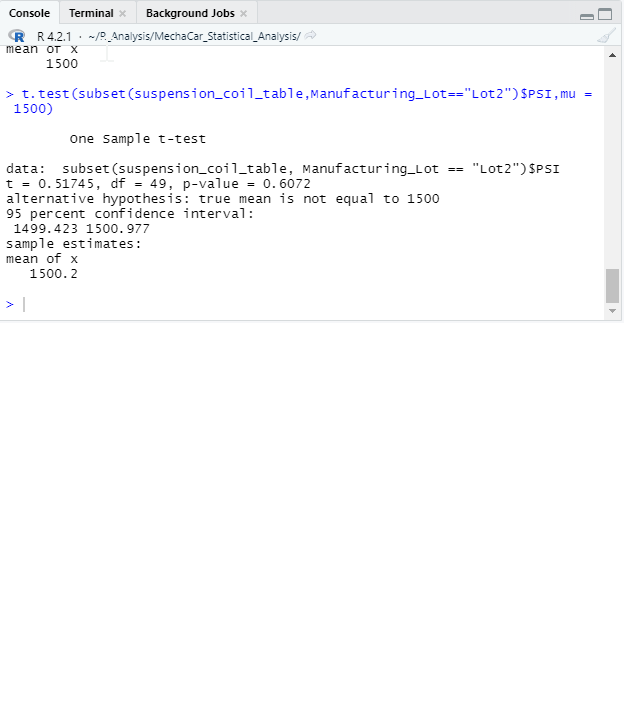 Console Terminal Background Jobs
R 4.2.1 · ~/R_Analysis/MechaCar_Statistical_Analysis/
mean of x
1500
> t.test(subset(suspension_coil_table,Manufacturing_Lot=="Lot2")$PSI,mu =
1500)
One Sample t-test
data: subset(suspension_coil_table, Manufacturing_Lot == "Lot2")$PSI
t = 0.51745, df = 49, p-value = 0.6072
alternative hypothesis: true mean is not equal to 1500
95 percent confidence interval:
1499.423 1500.977
sample estimates:
mean of x
1500.2
>